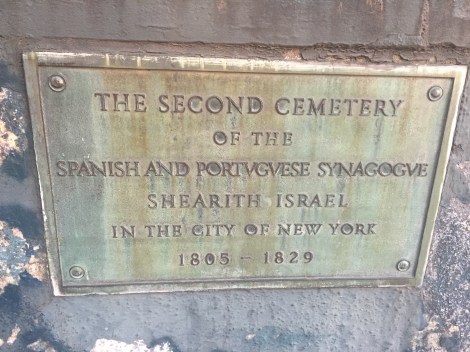 THE SECOND CEMETERY
OF THE
SPANISH AND PORTVGVESE SYNAGOGVE
SHEARITH ISRAEL
IN THE CITY OF NEW YORK
1805 – 1829